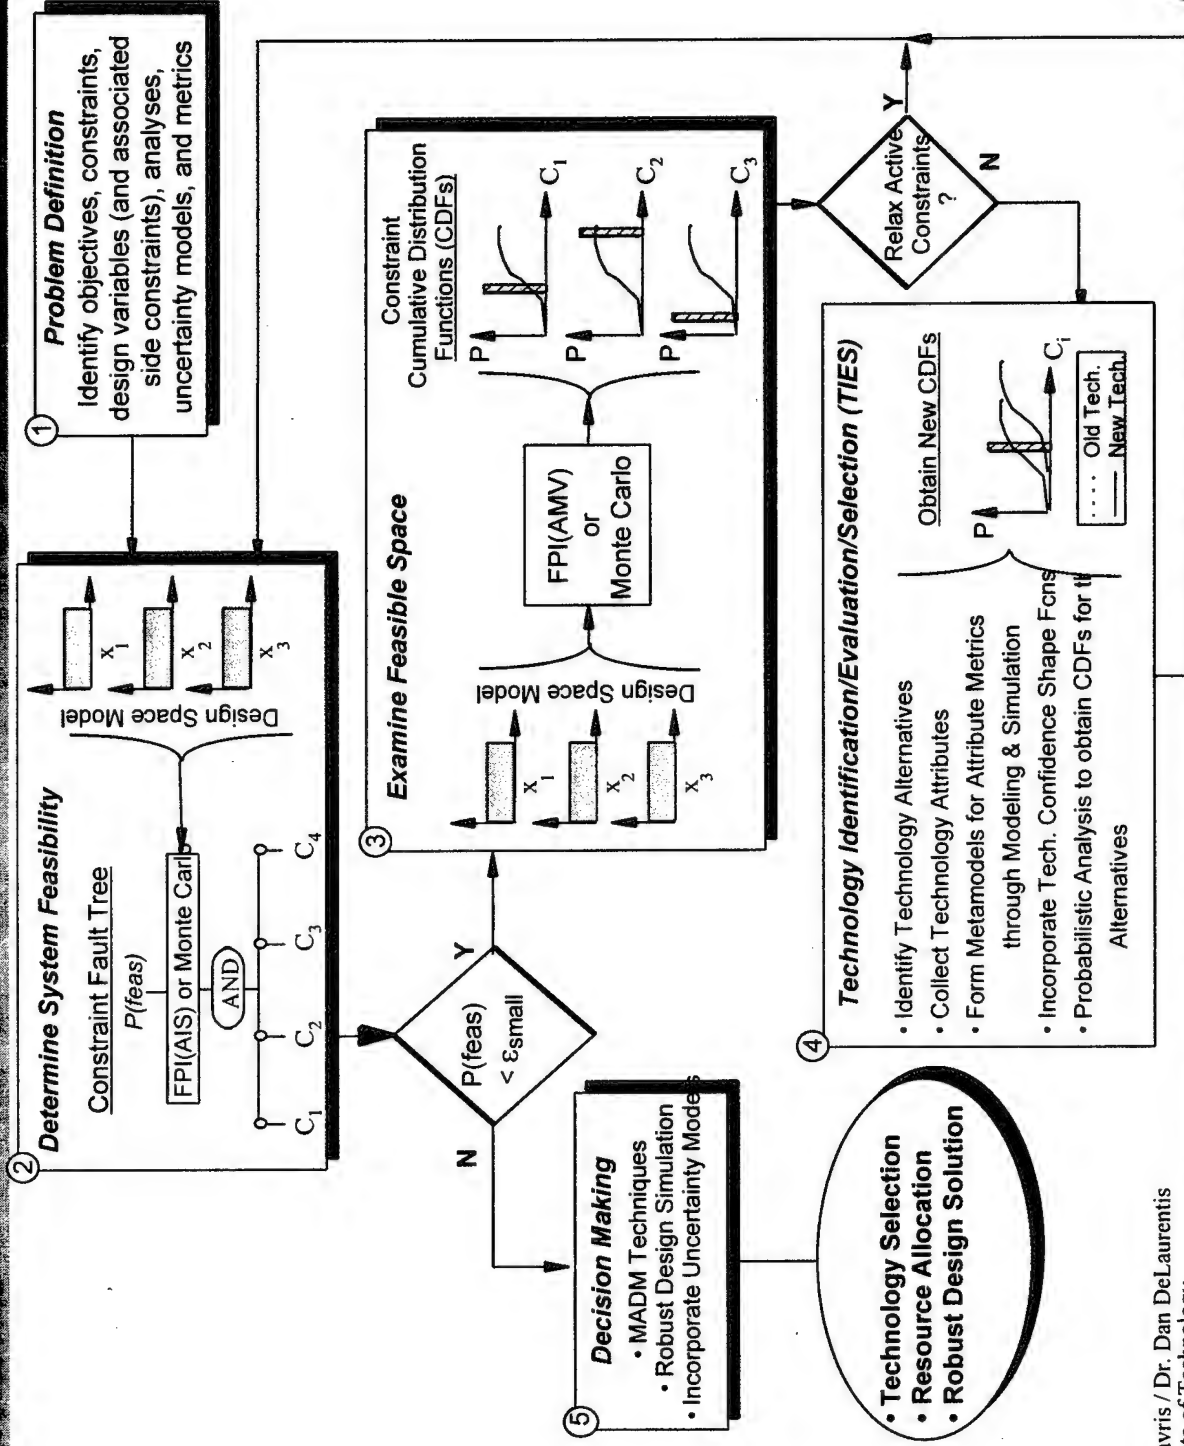 1
Problem Definition
Identify objectives, constraints,
design variables (and associated
side constraints), analyses,
uncertainty models, and metrics
2
Determine System Feasibility
Constraint Fault Tree
P(feas)
FPI(AIS) or Monte Carlo
AND
C1 C2 C3 C4
Design Space Model
x1
x2
x3
P(feas)
< εsmall
N
Y
3
Examine Feasible Space
x1
x2
x3
Design Space Model
FPI(AMV)
or
Monte Carlo
Constraint
Cumulative Distribution
Functions (CDFs)
P
C1
P
C2
P
C3
Relax Active
Constraints
?
Y
N
4
Technology Identification/Evaluation/Selection (TIES)
• Identify Technology Alternatives
• Collect Technology Attributes
• Form Metamodels for Attribute Metrics
through Modeling & Simulation
• Incorporate Tech. Confidence Shape Fcns
• Probabilistic Analysis to obtain CDFs for
Alternatives
Obtain New CDFs
P
Ci
.... Old Tech.
New Tech.
5
Decision Making
• MADM Techniques
• Robust Design Simulation
• Incorporate Uncertainty Models
• Technology Selection
• Resource Allocation
• Robust Design Solution
/ Dr. Dan DeLaurentis
of Technology